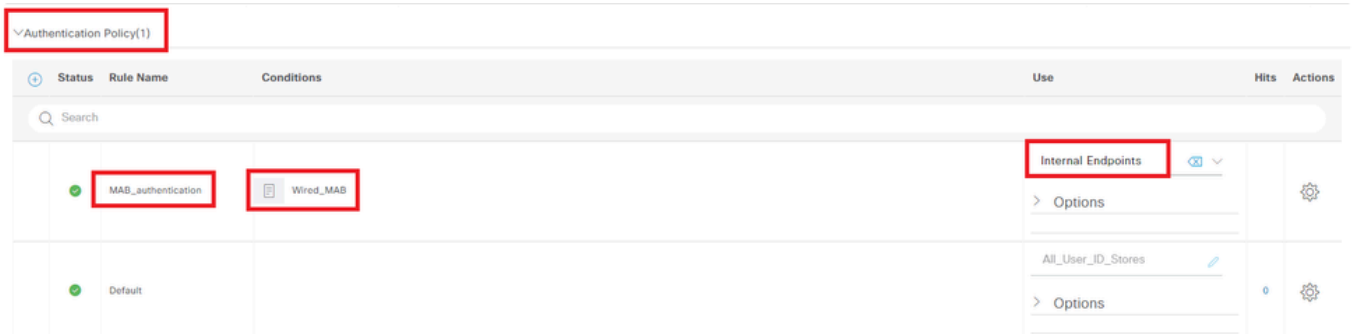 Authentication Policy(1)
Status Rule Name Conditions Use Hits Actions
Search
Internal Endpoints
MAB_authentication Wired_MAB
Options
All_User_ID_Stores
Default 0
Options